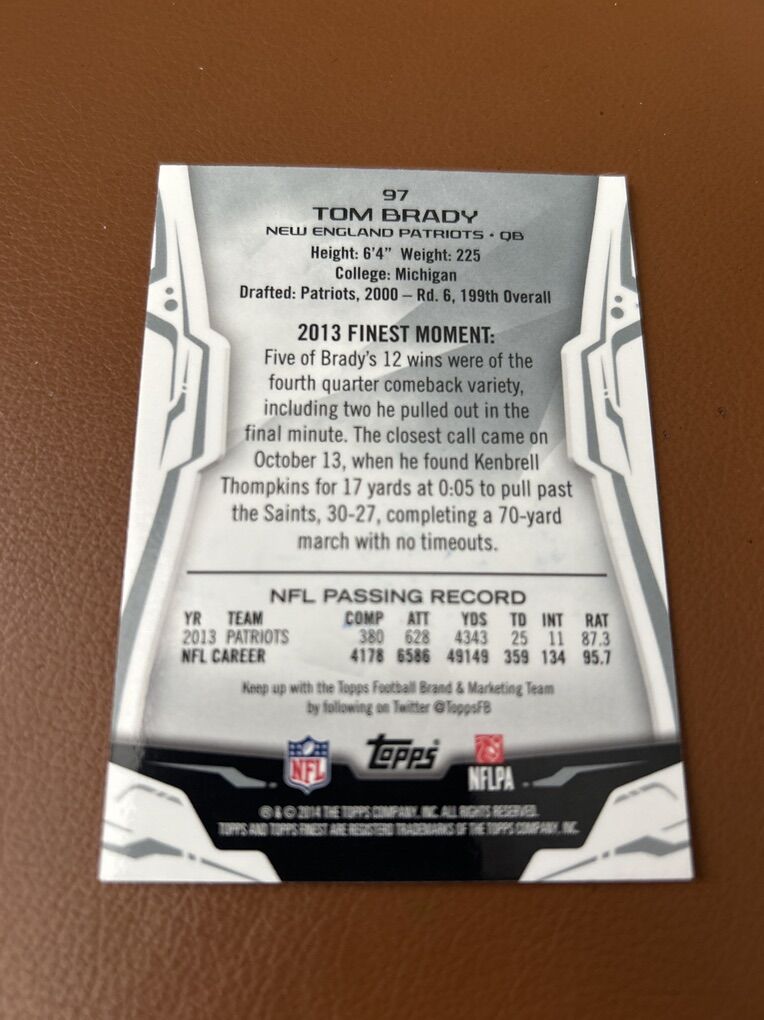 97
TOM BRADY
NEW ENGLAND PATRIOTS • QB
Height: 6'4" Weight: 225
College: Michigan
Drafted: Patriots, 2000 – Rd. 6, 199th Overall
2013 FINEST MOMENT:
Five of Brady's 12 wins were of the
fourth quarter comeback variety,
including two he pulled out in the
final minute. The closest call came on
October 13, when he found Kenbrell
Thompkins for 17 yards at 0:05 to pull past
the Saints, 30-27, completing a 70-yard
march with no timeouts.
NFL PASSING RECORD
YR TEAM COMP ATT YDS TD INT RAT
2013 PATRIOTS 380 628 4343 25 11 87.3
NFL CAREER 4178 6586 49149 359 134 95.7
Keep up with the Topps Football Brand & Marketing Team
by following on Twitter @ToppsFB
NFL Topps NFLPA
® & © 2014 THE TOPPS COMPANY, INC. ALL RIGHTS RESERVED.
TOPPS AND TOPPS FINEST ARE REGISTERD TRADEMARKS OF THE TOPPS COMPANY, INC.